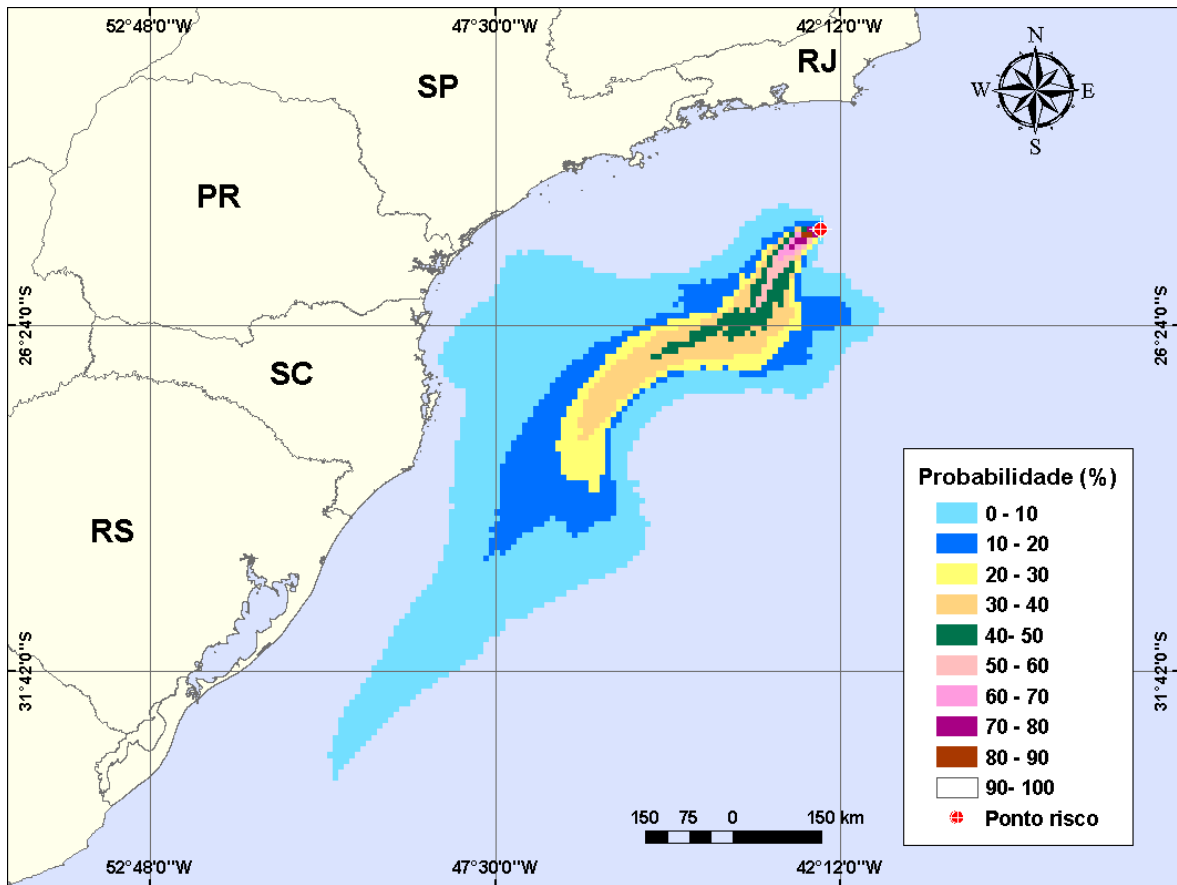 52°48'0"W 47°30'0"W 42°12'0"W
RJ
SP
N
W E
S
PR
26°24'0"S 26°24'0"S
SC
RS
31°42'0"S 31°42'0"S
Probabilidade (%)
0 - 10
10 - 20
20 - 30
30 - 40
40- 50
50 - 60
60 - 70
70 - 80
80 - 90
90- 100
Ponto risco
150 75 0 150 km
52°48'0"W 47°30'0"W 42°12'0"W